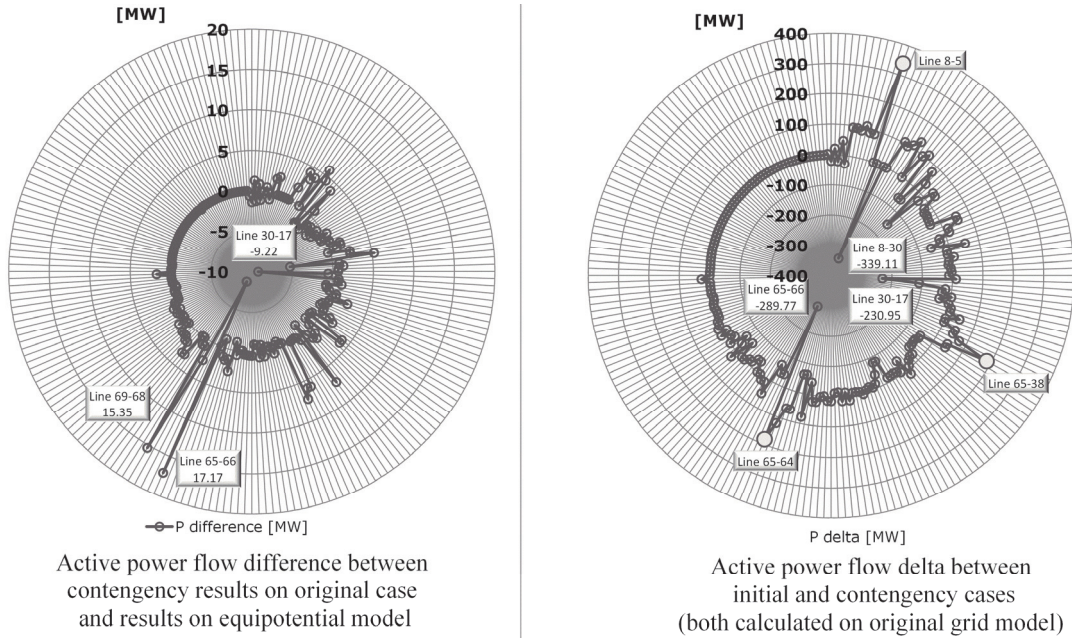 [MW]
20
15
10
5
0
-5
-10
Line 30-17
-9.22
Line 69-68
15.35
Line 65-66
17.17
P difference [MW]
Active power flow difference between
contengency results on original case
and results on equipotential model
[MW]
400
300
200
100
0
-100
-200
-300
-400
Line 8-5
Line 8-30
-339.11
Line 65-66
-289.77
Line 30-17
-230.95
Line 65-38
Line 65-64
P delta [MW]
Active power flow delta between
initial and contengency cases
(both calculated on original grid model)